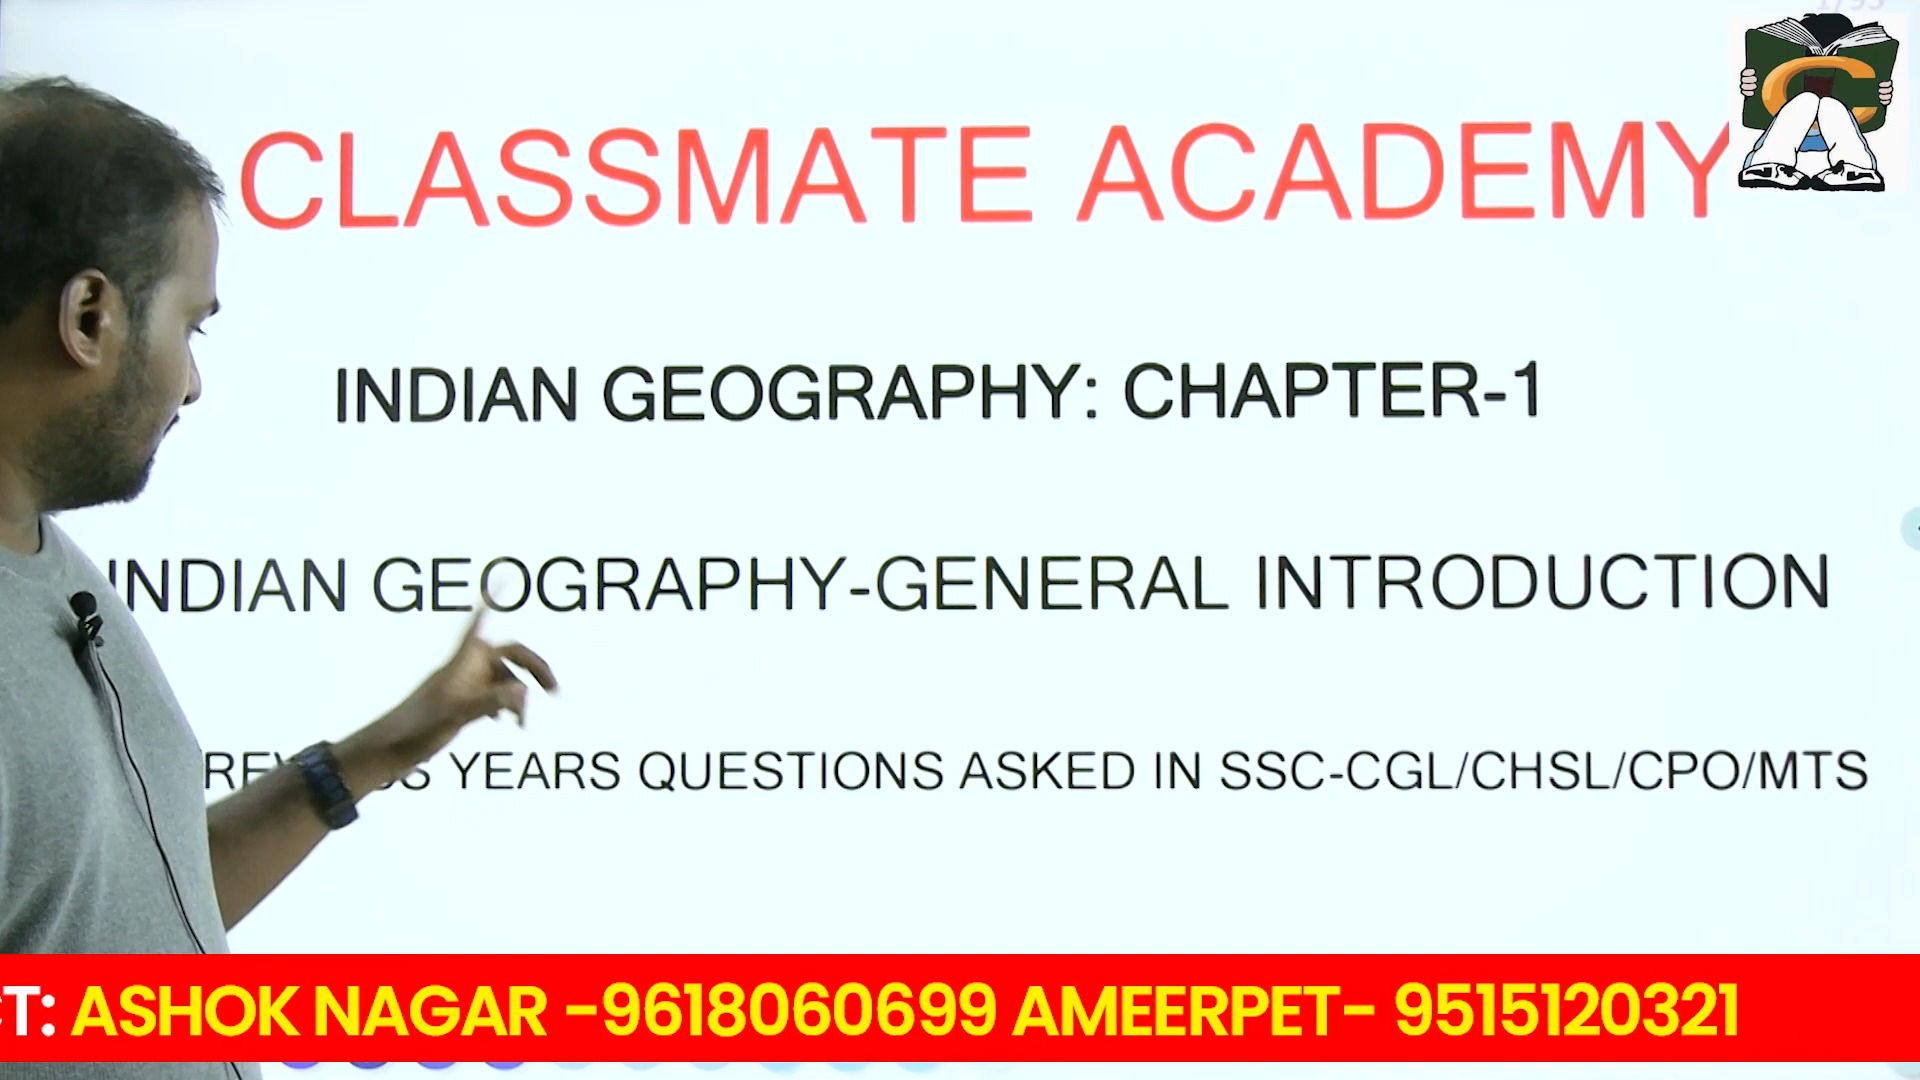 CLASSMATE ACADEMY
INDIAN GEOGRAPHY: CHAPTER-1
INDIAN GEOGRAPHY-GENERAL INTRODUCTION
YEARS QUESTIONS ASKED IN SSC-CGL/CHSL/CPO/MTS
ASHOK NAGAR -9618060699 AMEERPET- 9515120321